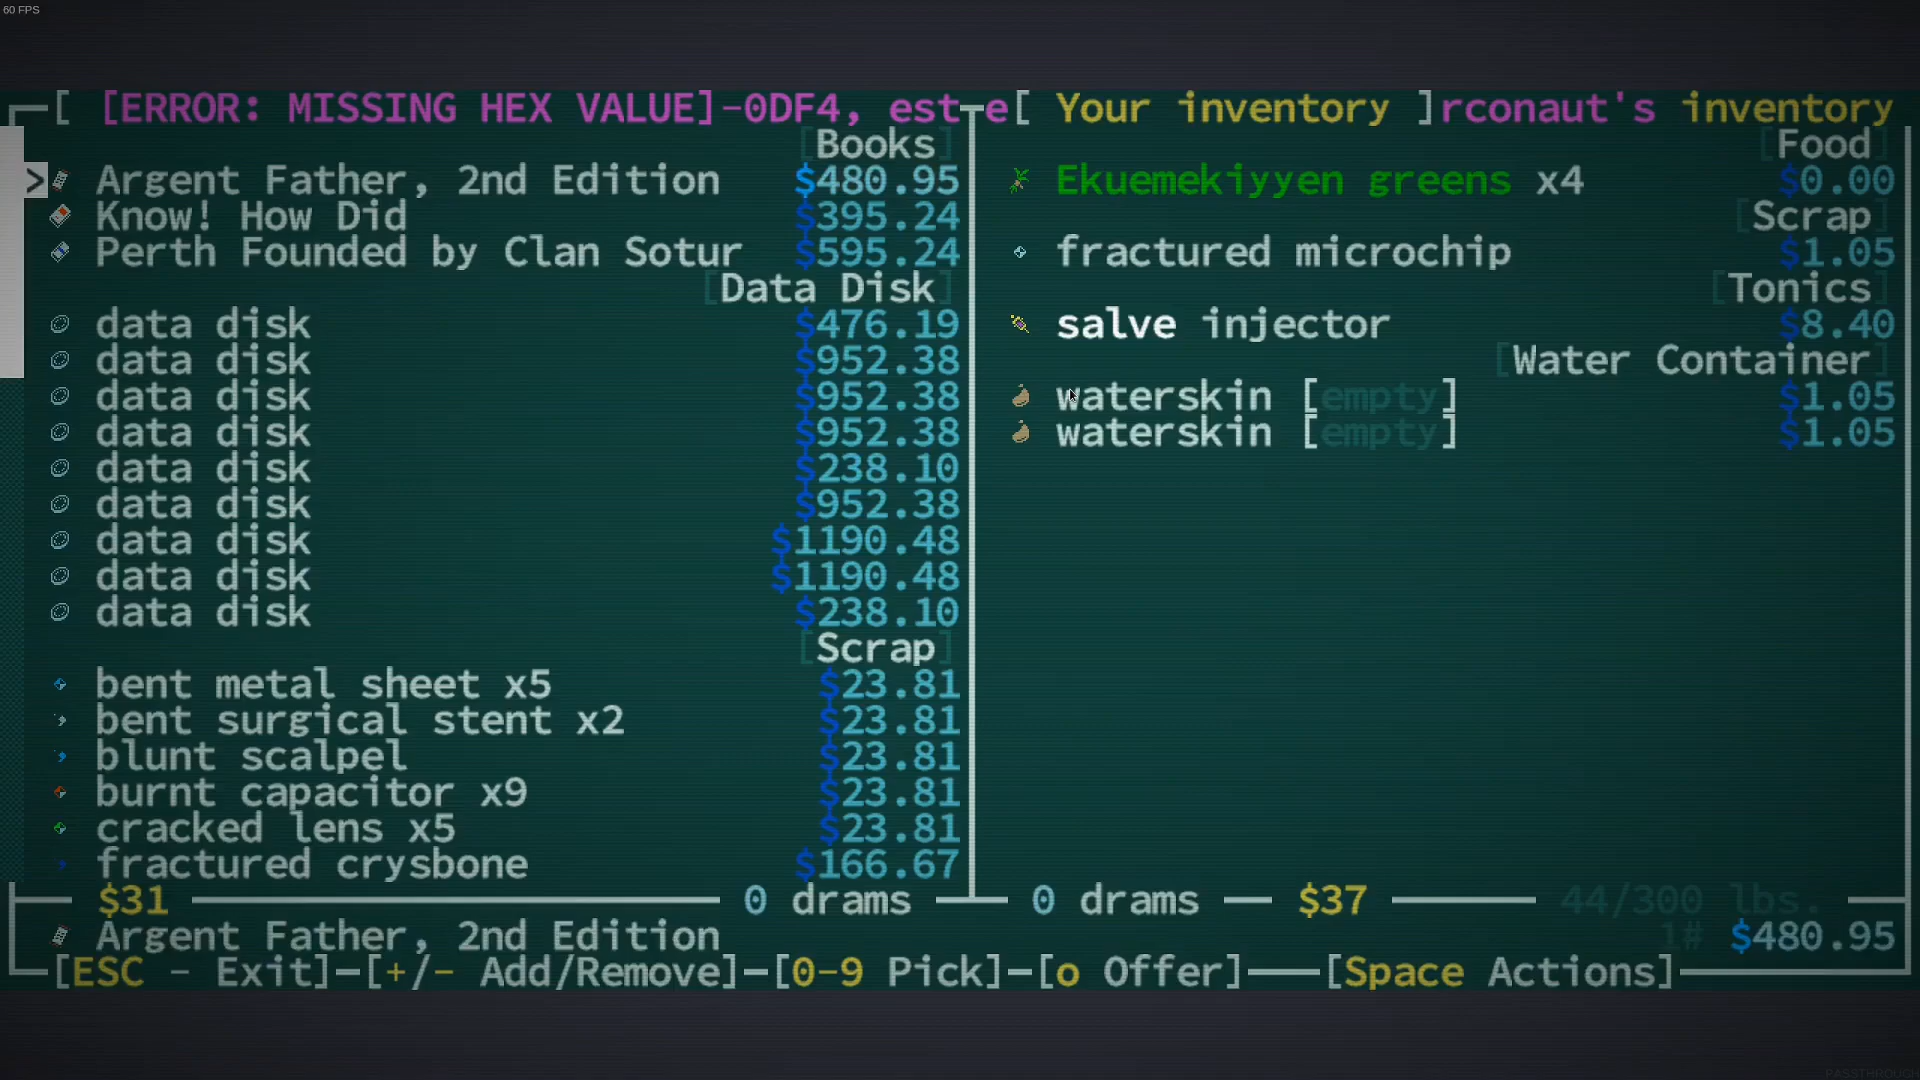 60 FPS
[ [ERROR: MISSING HEX VALUE]-0DF4, est e[ Your inventory ]rconaut's inventory
[Books]
> Argent Father, 2nd Edition $480.95
Know! How Did $395.24
Perth Founded by Clan Sotur $595.24
[Data Disk]
data disk $476.19
data disk $952.38
data disk $952.38
data disk $952.38
data disk $238.10
data disk $952.38
data disk $1190.48
data disk $1190.48
data disk $238.10
[Scrap]
bent metal sheet x5 $23.81
bent surgical stent x2 $23.81
blunt scalpel $23.81
burnt capacitor x9 $23.81
cracked lens x5 $23.81
fractured crysbone $166.67
[Food]
Ekuemekiyyen greens x4 $0.00
[Scrap]
fractured microchip $1.05
[Tonics]
salve injector $8.40
[Water Container]
waterskin [empty] $1.05
waterskin [empty] $1.05
$31 0 drams 0 drams $37 44/300 lbs.
Argent Father, 2nd Edition 1# $480.95
[ESC - Exit]-[+/- Add/Remove]-[0-9 Pick]-[o Offer] [Space Actions]
PASSTHROUGH